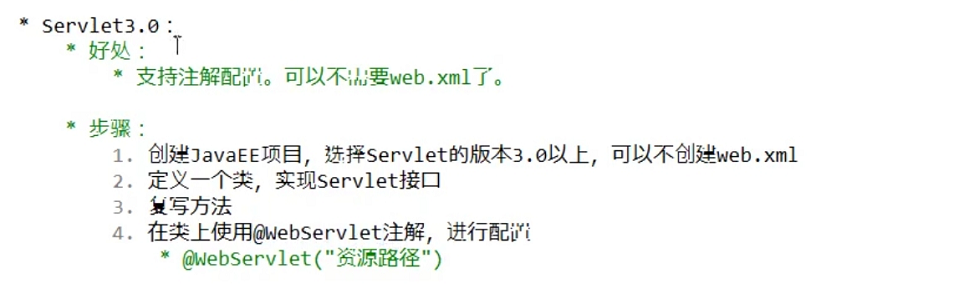 * Servlet3.0：
* 好处：
* 支持注解配置。可以不需要web.xml了。
* 步骤：
1. 创建JavaEE项目，选择Servlet的版本3.0以上，可以不创建web.xml
2. 定义一个类，实现Servlet接口
3. 复写方法
4. 在类上使用@WebServlet注解，进行配置
* @WebServlet("资源路径")